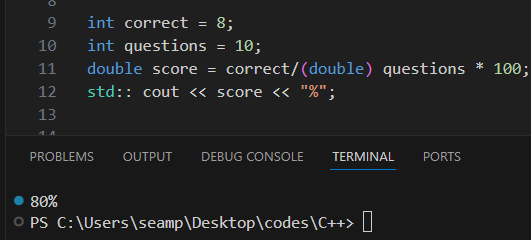 8
9 int correct = 8;
10 int questions = 10;
11 double score = correct/(double) questions * 100;
12 std:: cout << score << "%";
13
14
PROBLEMS OUTPUT DEBUG CONSOLE TERMINAL PORTS
80%
PS C:\Users\seamp\Desktop\codes\C++>